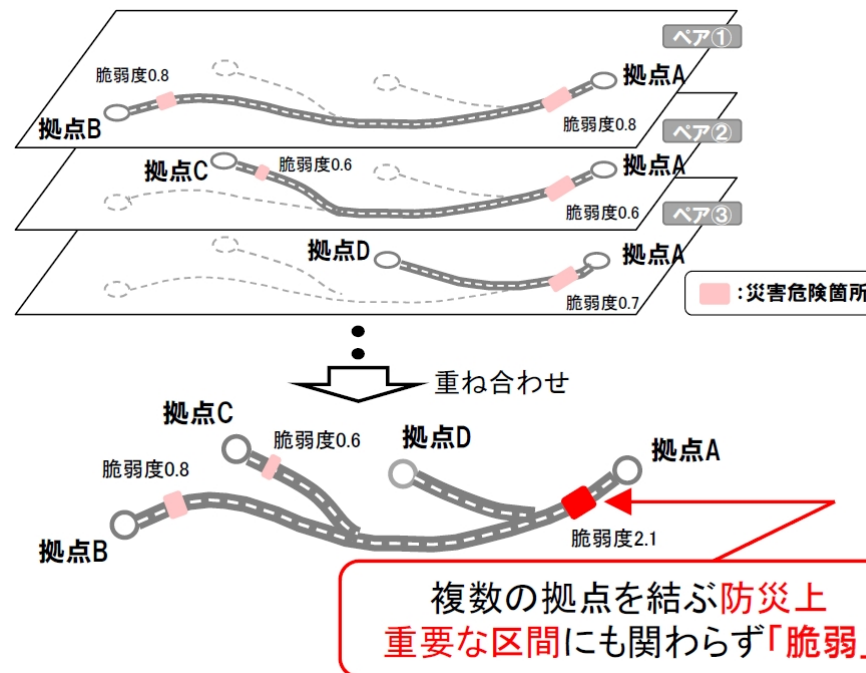 ペア①
脆弱度0.8
拠点A
拠点B
脆弱度0.8
ペア②
拠点C
脆弱度0.6
拠点A
脆弱度0.6
ペア③
拠点D
拠点A
脆弱度0.7
:災害危険箇所
重ね合わせ
拠点C
脆弱度0.6
拠点D
拠点A
脆弱度0.8
拠点B
脆弱度2.1
複数の拠点を結ぶ防災上
重要な区間にも関わらず「脆弱」